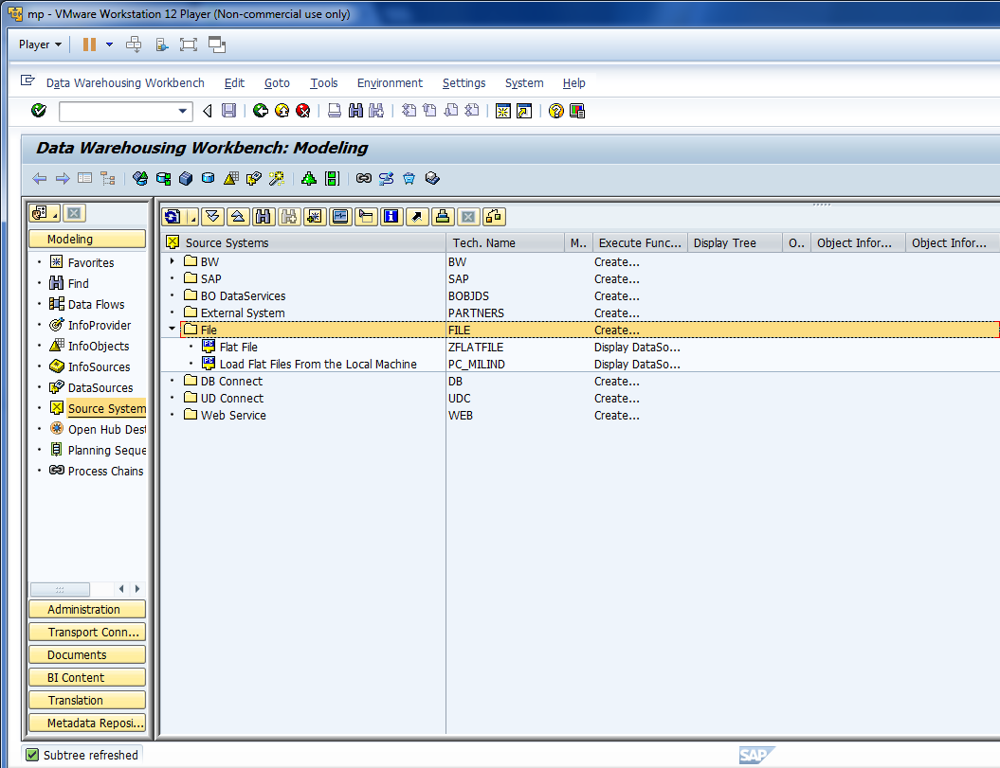 mp - VMware Workstation 12 Player (Non-commercial use only)
Player
Data Warehousing Workbench Edit Goto Tools Environment Settings System Help
Data Warehousing Workbench: Modeling
Modeling
Favorites
Find
Data Flows
InfoProvider
InfoObjects
InfoSources
DataSources
Source System
Open Hub Dest
Planning Seque
Process Chains
Administration
Transport Conn...
Documents
BI Content
Translation
Metadata Reposi...
Source Systems Tech. Name M.. Execute Func... Display Tree O.. Object Infor... Object Infor...
BW BW Create...
SAP SAP Create...
BO DataServices BOBJDS Create...
External System PARTNERS Create...
File FILE Create...
Flat File ZFLATFILE Display DataSo...
Load Flat Files From the Local Machine PC_MILIND Display DataSo...
DB Connect DB Create...
UD Connect UDC Create...
Web Service WEB Create...
Subtree refreshed
SAP